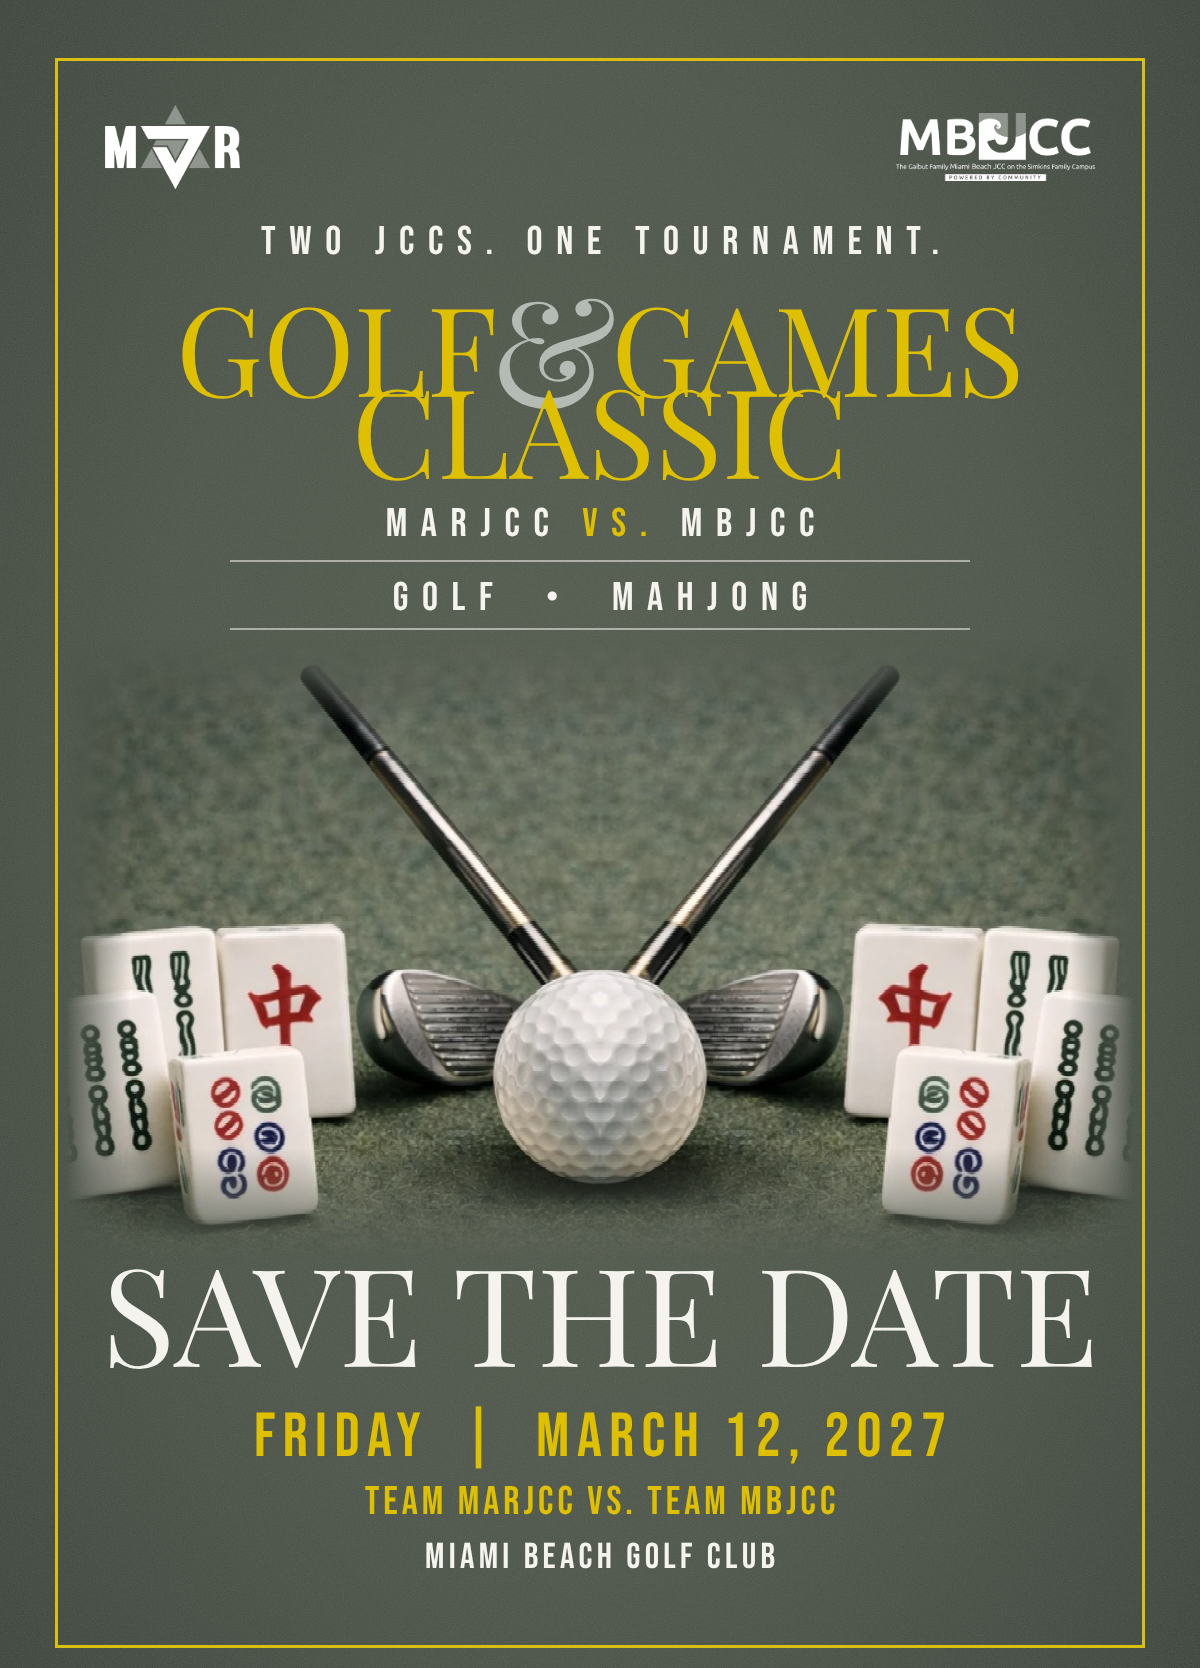 MJR
MBJCC
The Galbut Family Miami Beach JCC on the Simkins Family Campus
POWERED BY COMMUNITY
TWO JCCS. ONE TOURNAMENT.
GOLF & GAMES
CLASSIC
MARJCC VS. MBJCC
GOLF • MAHJONG
中 中
SAVE THE DATE
FRIDAY | MARCH 12, 2027
TEAM MARJCC VS. TEAM MBJCC
MIAMI BEACH GOLF CLUB